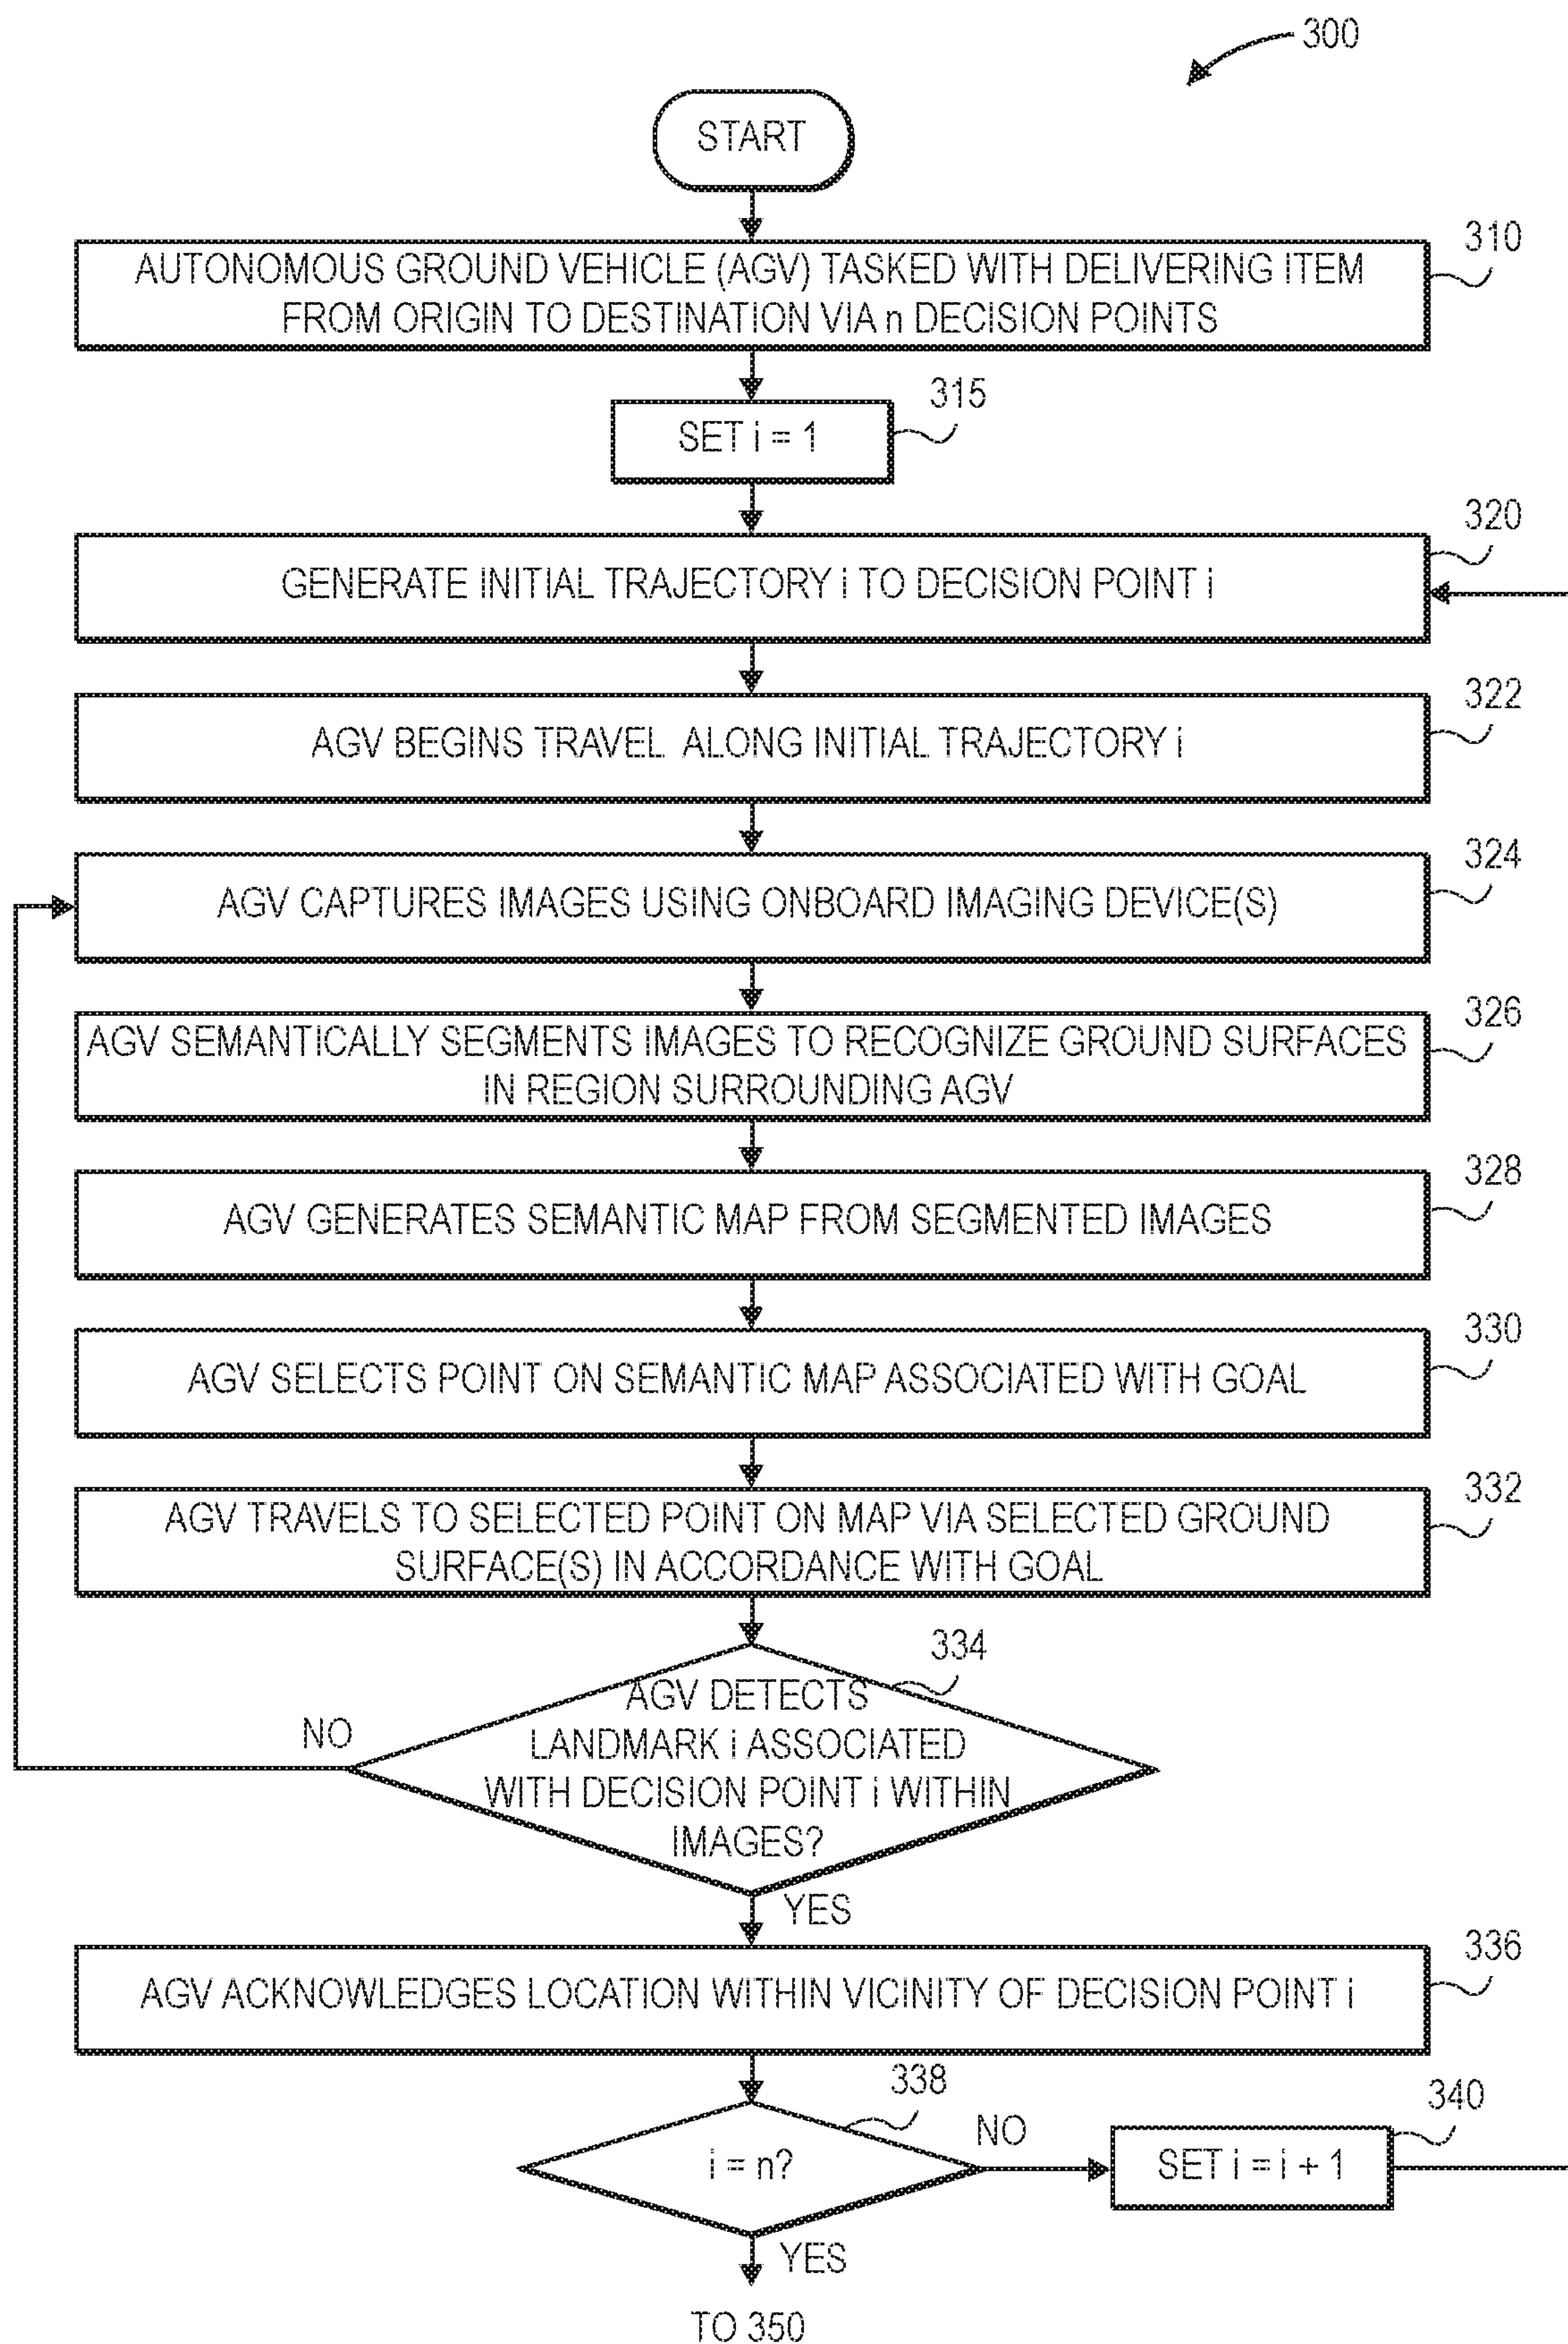 300
START
310
AUTONOMOUS GROUND VEHICLE (AGV) TASKED WITH DELIVERING ITEM
FROM ORIGIN TO DESTINATION VIA n DECISION POINTS
315
SET i = 1
320
GENERATE INITIAL TRAJECTORY i TO DECISION POINT i
322
AGV BEGINS TRAVEL ALONG INITIAL TRAJECTORY i
324
AGV CAPTURES IMAGES USING ONBOARD IMAGING DEVICE(S)
326
AGV SEMANTICALLY SEGMENTS IMAGES TO RECOGNIZE GROUND SURFACES
IN REGION SURROUNDING AGV
328
AGV GENERATES SEMANTIC MAP FROM SEGMENTED IMAGES
330
AGV SELECTS POINT ON SEMANTIC MAP ASSOCIATED WITH GOAL
332
AGV TRAVELS TO SELECTED POINT ON MAP VIA SELECTED GROUND
SURFACE(S) IN ACCORDANCE WITH GOAL
334
AGV DETECTS
LANDMARK i ASSOCIATED
WITH DECISION POINT i WITHIN
IMAGES?
NO
YES
336
AGV ACKNOWLEDGES LOCATION WITHIN VICINITY OF DECISION POINT i
338
i = n?
NO
340
SET i = i + 1
YES
TO 350